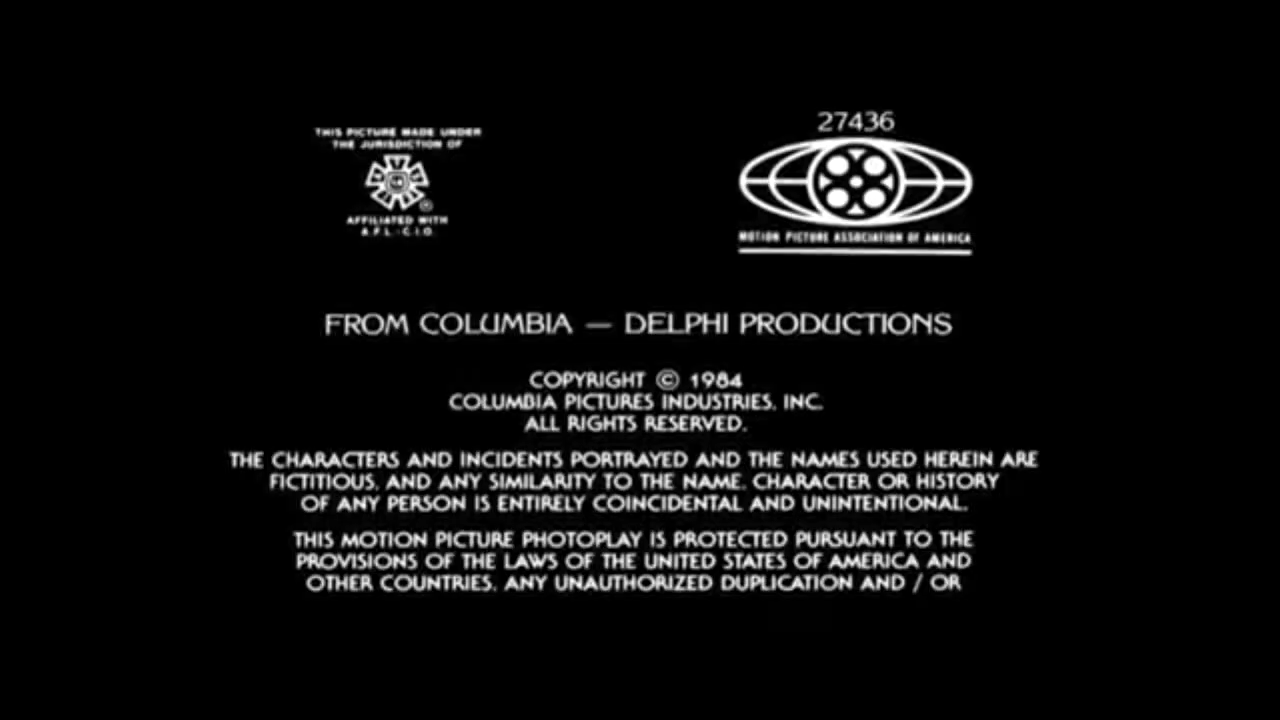 THIS PICTURE MADE UNDER
THE JURISDICTION OF
AFFILIATED WITH
A.F.L.-C.I.O.
27436
MOTION PICTURE ASSOCIATION OF AMERICA
FROM COLUMBIA — DELPHI PRODUCTIONS
COPYRIGHT © 1984
COLUMBIA PICTURES INDUSTRIES, INC.
ALL RIGHTS RESERVED.
THE CHARACTERS AND INCIDENTS PORTRAYED AND THE NAMES USED HEREIN ARE
FICTITIOUS, AND ANY SIMILARITY TO THE NAME, CHARACTER OR HISTORY
OF ANY PERSON IS ENTIRELY COINCIDENTAL AND UNINTENTIONAL.
THIS MOTION PICTURE PHOTOPLAY IS PROTECTED PURSUANT TO THE
PROVISIONS OF THE LAWS OF THE UNITED STATES OF AMERICA AND
OTHER COUNTRIES. ANY UNAUTHORIZED DUPLICATION AND / OR